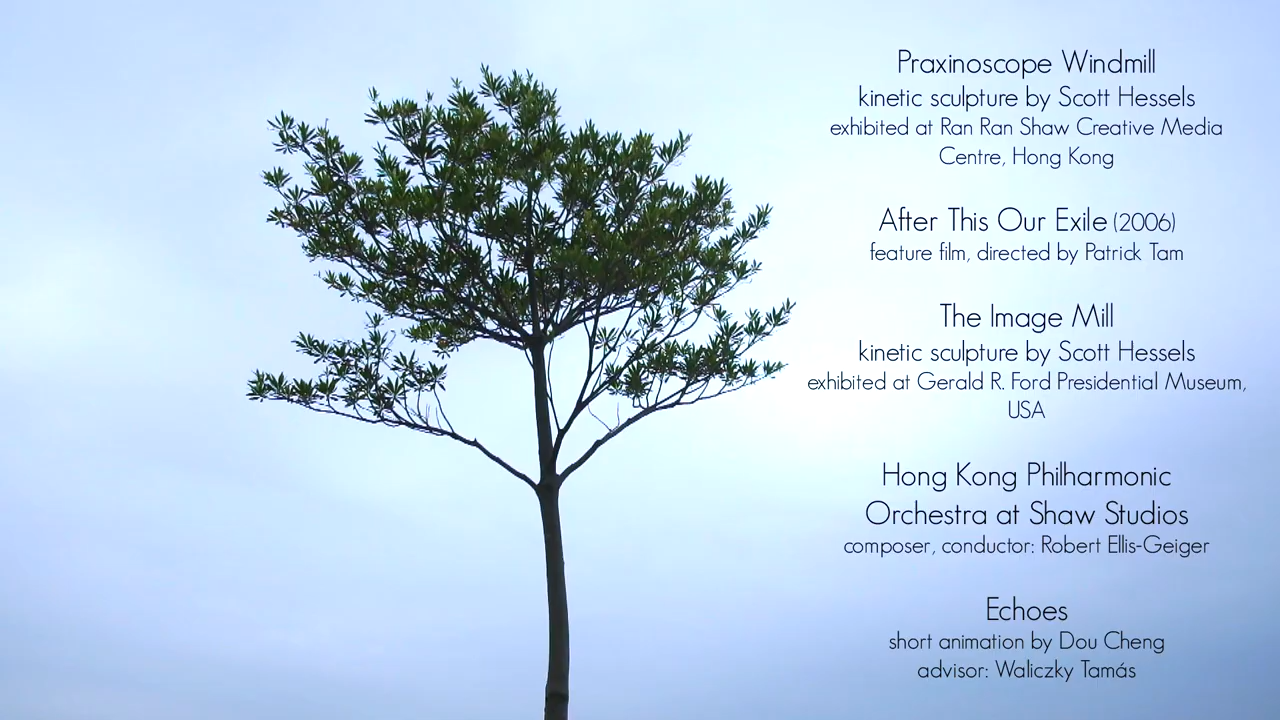 Praxinoscope Windmill
kinetic sculpture by Scott Hessels
exhibited at Ran Ran Shaw Creative Media
Centre, Hong Kong
After This Our Exile (2006)
feature film, directed by Patrick Tam
The Image Mill
kinetic sculpture by Scott Hessels
exhibited at Gerald R. Ford Presidential Museum,
USA
Hong Kong Philharmonic
Orchestra at Shaw Studios
composer, conductor: Robert Ellis-Geiger
Echoes
short animation by Dou Cheng
advisor: Waliczky Tamás